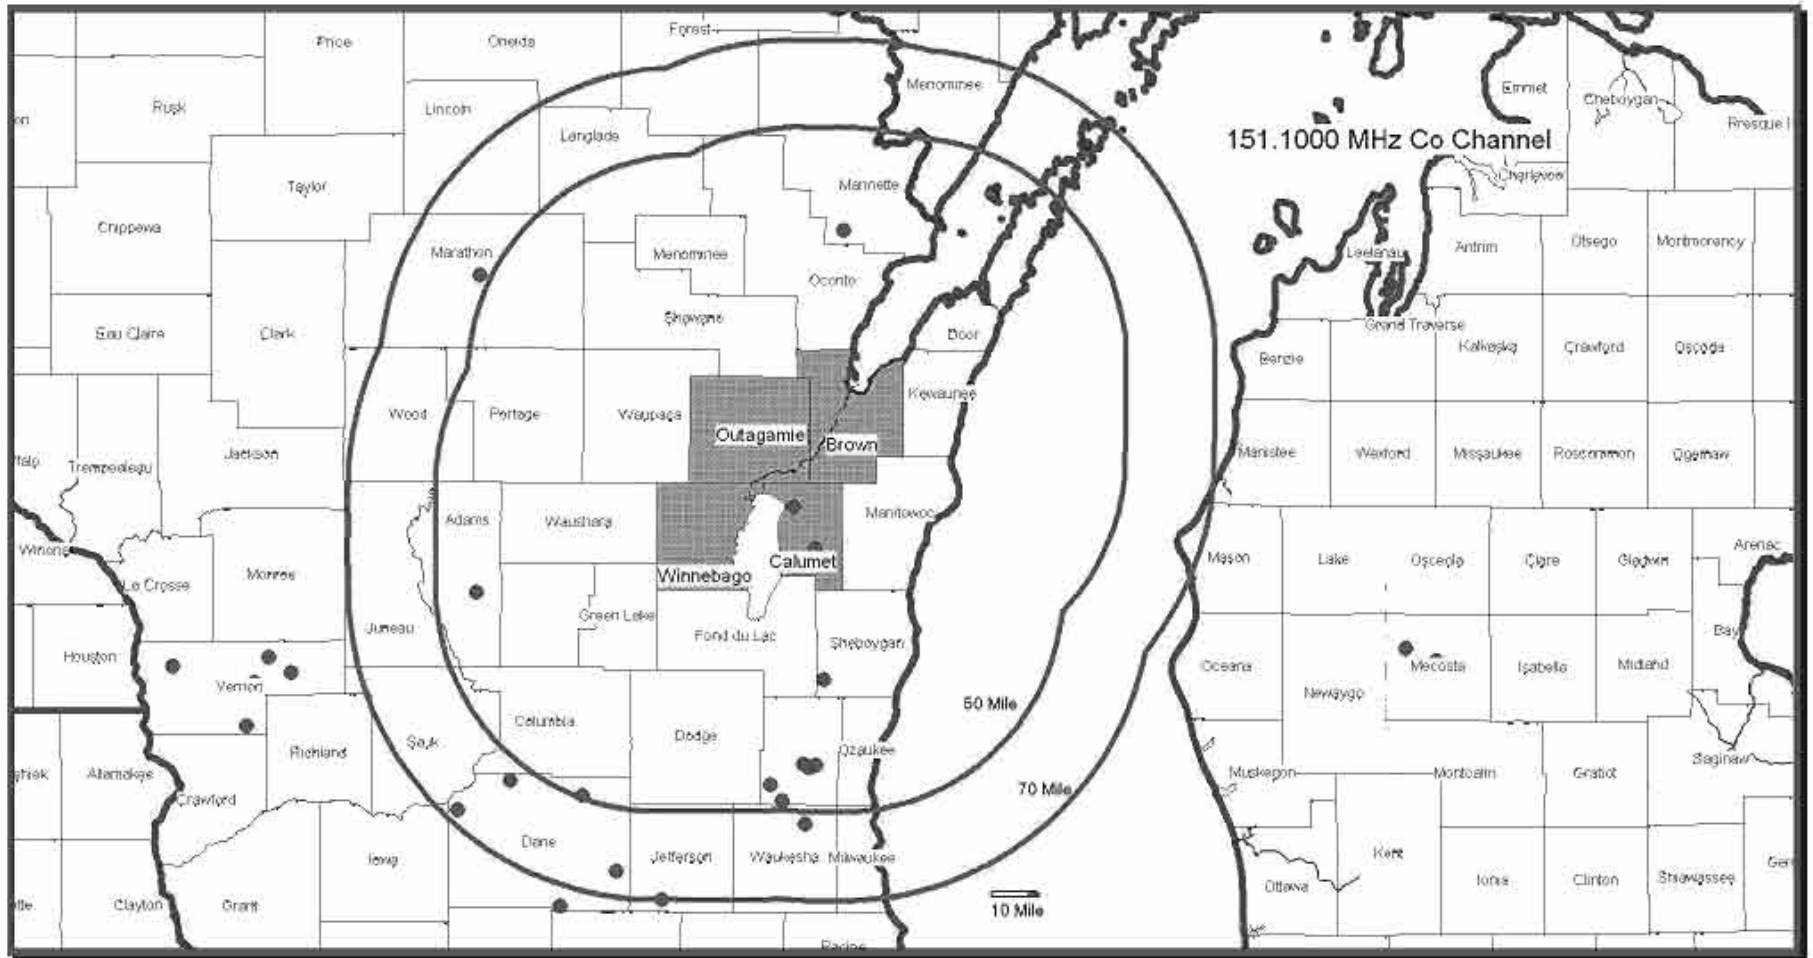 Price
Oneida
Forest
Menominee
Emmet
Cheboygan
Rusk
Lincoln
Langlade
151.1000 MHz Co Channel
Presque I
Taylor
Marinette
Charlevoix
Chippewa
Marathon
Menominee
Oconto
Leelanau
Antrim
Otsego
Montmorency
Eau Claire
Clark
Shawano
Door
Grand Traverse
Benzie
Kalkaska
Crawford
Oscoda
Wood
Portage
Waupaca
Outagamie
Brown
Kewaunee
Trempealeau
Jackson
Manistee
Wexford
Missaukee
Roscommon
Ogemaw
Winona
Adams
Waushara
Manitowoc
La Crosse
Monroe
Winnebago
Calumet
Mason
Lake
Osceola
Clare
Gladwin
Arenac
Houston
Juneau
Green Lake
Fond du Lac
Sheboygan
Bay
Vernon
Oceana
Newaygo
Mecosta
Isabella
Midland
Richland
Sauk
Columbia
Dodge
Ozaukee
60 Mile
70 Mile
Allamakee
Crawford
Muskegon
Montcalm
Gratiot
Saginaw
Iowa
Dane
Jefferson
Waukesha
Milwaukee
Kent
Ottawa
Ionia
Clinton
Shiawassee
Clayton
Grant
10 Mile
Racine